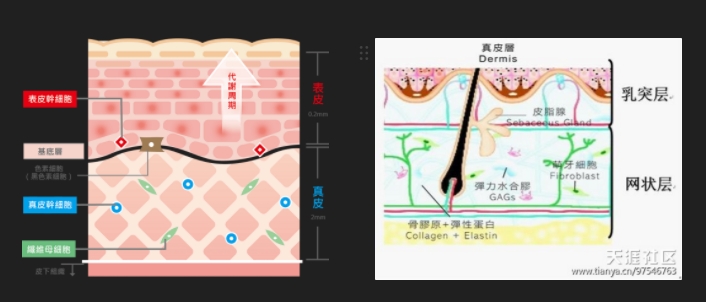 代謝周期
表皮
0.2mm
表皮幹細胞
基底層
色素細胞
(黑色素細胞)
真皮
2mm
真皮幹細胞
纖維母細胞
皮下組織
真皮層
Dermis
乳突层
皮脂腺
Sebaceous Gland
萌牙細胞
Fibroblast
彈力水合膠
GAGs
网状层
骨膠原+彈性蛋白
Collagen + Elastin
天涯社区
www.tianya.cn/97546763